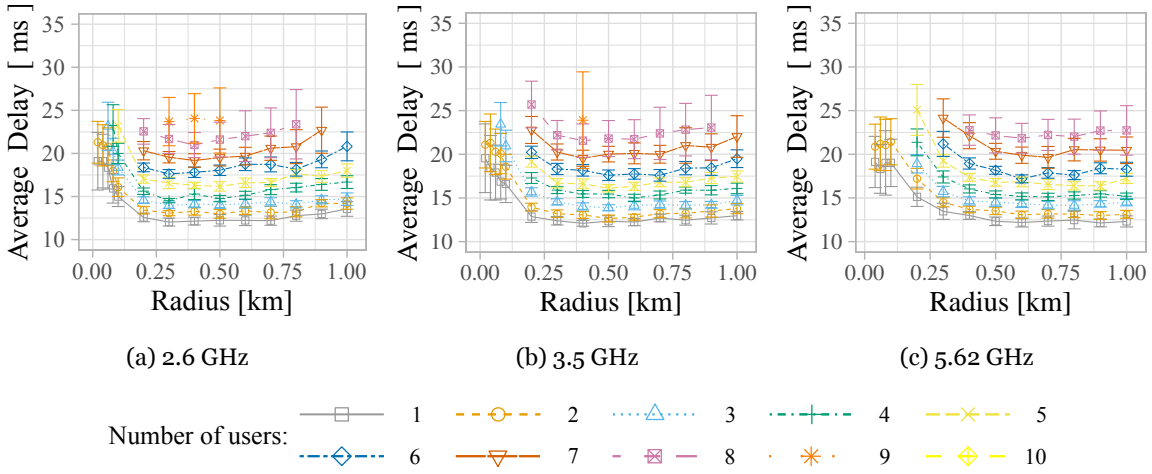 35
30
25
20
15
10
0.00 0.25 0.50 0.75 1.00
Average Delay [ ms]
Radius [km]
(a) 2.6 GHz
35
30
25
20
15
10
0.00 0.25 0.50 0.75 1.00
Average Delay [ ms]
Radius [km]
(b) 3.5 GHz
35
30
25
20
15
10
0.00 0.25 0.50 0.75 1.00
Average Delay [ ms]
Radius [km]
(c) 5.62 GHz
Number of users:
1 2 3 4 5
6 7 8 9 10